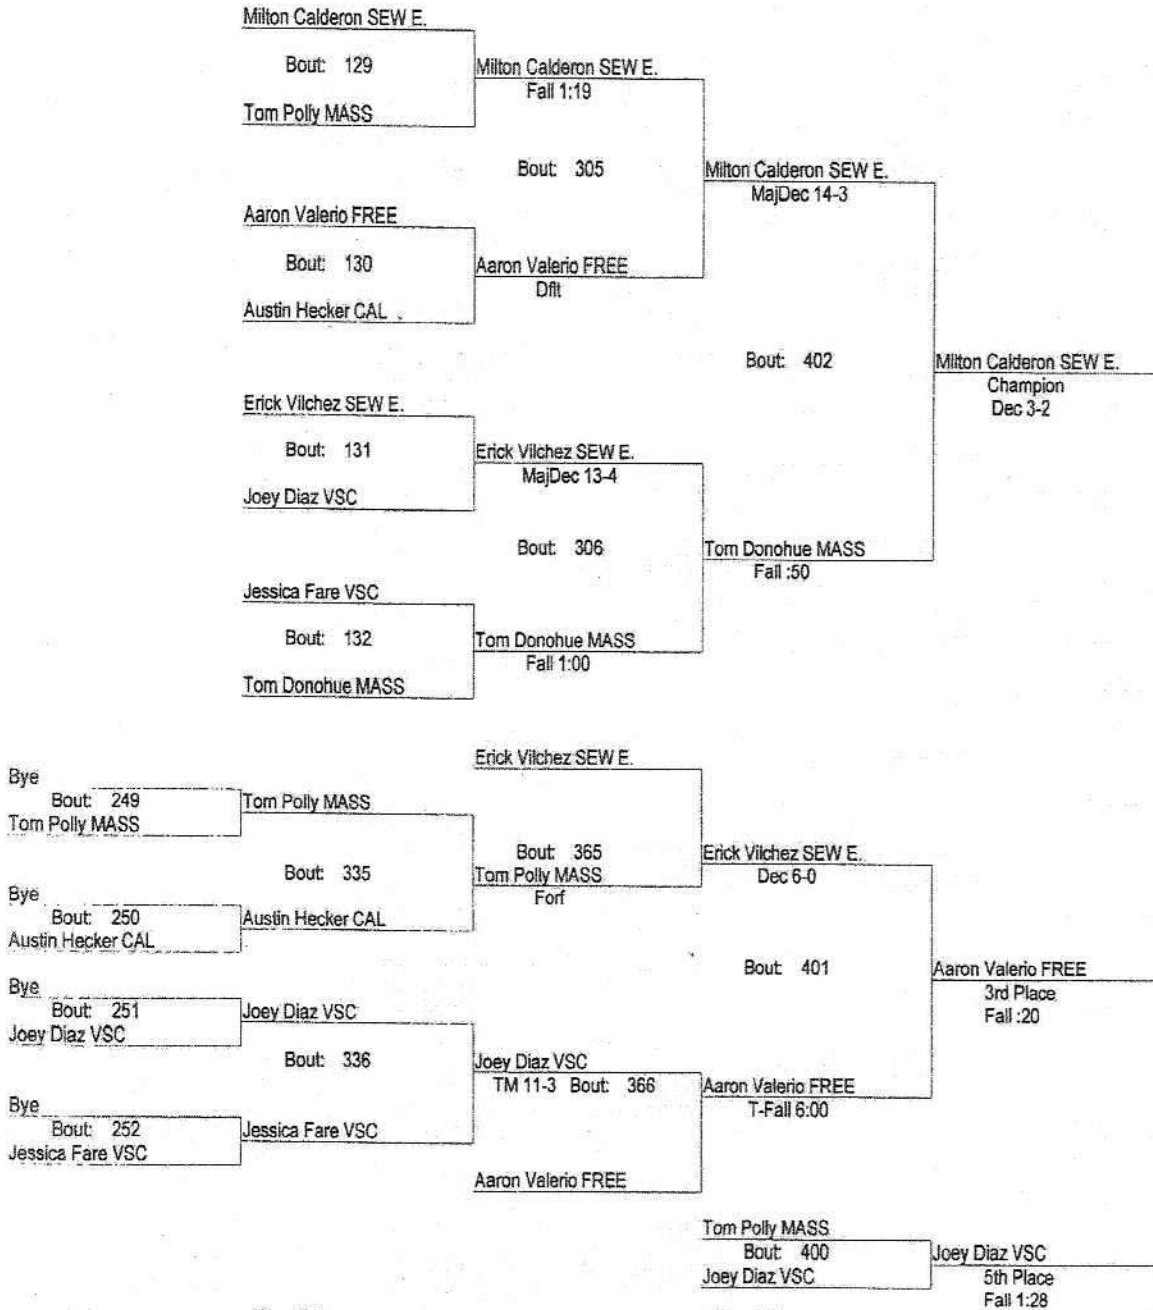 Milton Calderon SEW E.
Bout: 129
Milton Calderon SEW E.
Fall 1:19
Tom Polly MASS
Bout: 305
Milton Calderon SEW E.
MajDec 14-3
Aaron Valerio FREE
Bout: 130
Aaron Valerio FREE
Dflt
Austin Hecker CAL
Bout: 402
Milton Calderon SEW E.
Champion
Dec 3-2
Erick Vilchez SEW E.
Bout: 131
Erick Vilchez SEW E.
MajDec 13-4
Joey Diaz VSC
Bout: 306
Tom Donohue MASS
Fall :50
Jessica Fare VSC
Bout: 132
Tom Donohue MASS
Fall 1:00
Tom Donohue MASS
Erick Vilchez SEW E.
Bye
Bout: 249
Tom Polly MASS
Tom Polly MASS
Bout: 335
Bout: 365
Tom Polly MASS
Forf
Erick Vilchez SEW E.
Dec 6-0
Bye
Bout: 250
Austin Hecker CAL
Austin Hecker CAL
Bout: 401
Aaron Valerio FREE
3rd Place
Fall :20
Bye
Bout: 251
Joey Diaz VSC
Joey Diaz VSC
Bout: 336
Joey Diaz VSC
TM 11-3 Bout: 366
Aaron Valerio FREE
T-Fall 6:00
Bye
Bout: 252
Jessica Fare VSC
Jessica Fare VSC
Aaron Valerio FREE
Tom Polly MASS
Bout: 400
Joey Diaz VSC
Joey Diaz VSC
5th Place
Fall 1:28